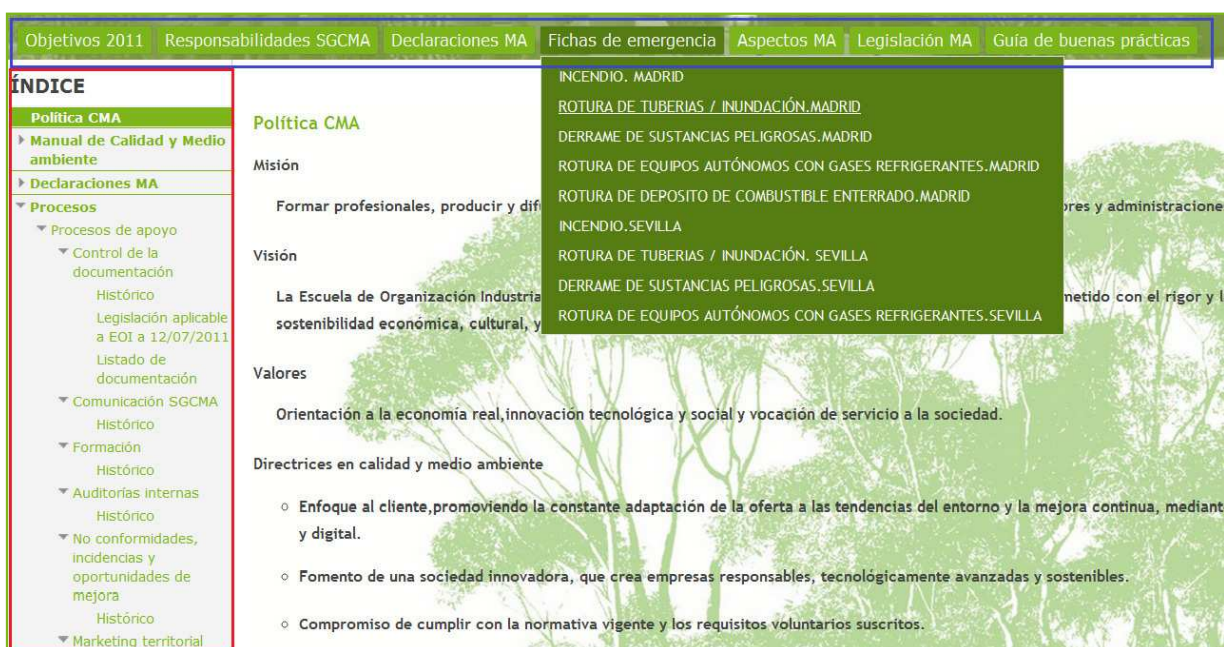 Objetivos 2011 Responsabilidades SGCMA Declaraciones MA Fichas de emergencia Aspectos MA Legislación MA Guía de buenas prácticas
INCENDIO. MADRID
ROTURA DE TUBERIAS / INUNDACIÓN.MADRID
DERRAME DE SUSTANCIAS PELIGROSAS.MADRID
ROTURA DE EQUIPOS AUTÓNOMOS CON GASES REFRIGERANTES.MADRID
ROTURA DE DEPOSITO DE COMBUSTIBLE ENTERRADO.MADRID
INCENDIO.SEVILLA
ROTURA DE TUBERIAS / INUNDACIÓN. SEVILLA
DERRAME DE SUSTANCIAS PELIGROSAS.SEVILLA
ROTURA DE EQUIPOS AUTÓNOMOS CON GASES REFRIGERANTES.SEVILLA
ÍNDICE
Política CMA
Manual de Calidad y Medio
ambiente
Declaraciones MA
Procesos
Procesos de apoyo
Control de la
documentación
Histórico
Legislación aplicable
a EOI a 12/07/2011
Listado de
documentación
Comunicación SGCMA
Histórico
Formación
Histórico
Auditorías internas
Histórico
No conformidades,
incidencias y
oportunidades de
mejora
Histórico
Marketing territorial
Política CMA
Misión
Formar profesionales, producir y administracione
Visión
La Escuela de Organización con el rigor y
sostenibilidad económica, cultural, y
Valores
Orientación a la economía real,innovación tecnológica y social y vocación de servicio a la sociedad.
Directrices en calidad y medio ambiente
Enfoque al cliente,promoviendo la constante adaptación de la oferta a las tendencias del entorno y la mejora continua, mediant
y digital.
Fomento de una sociedad innovadora, que crea empresas responsables, tecnológicamente avanzadas y sostenibles.
Compromiso de cumplir con la normativa vigente y los requisitos voluntarios suscritos.